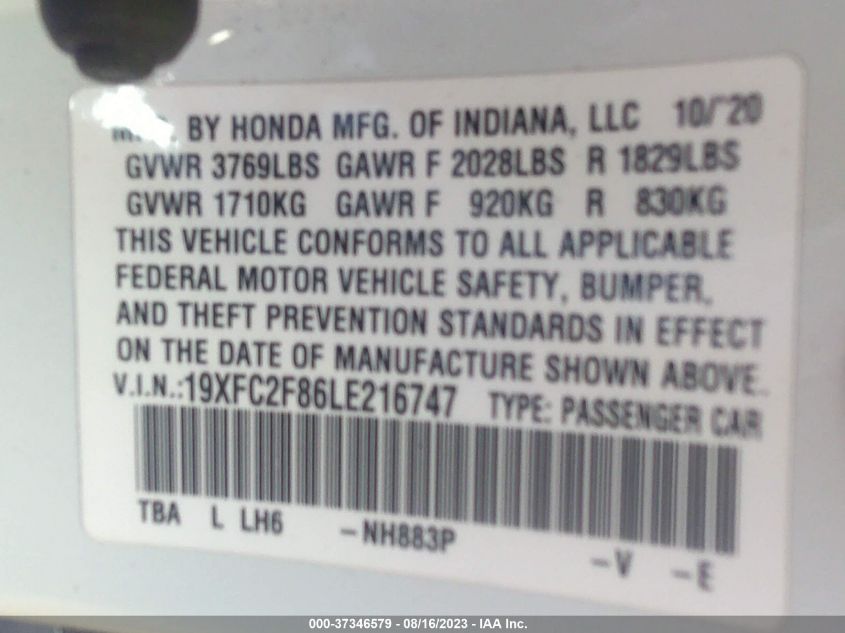 MFD. BY HONDA MFG. OF INDIANA, LLC 10/20
GVWR 3769LBS GAWR F 2028LBS R 1829LBS
GVWR 1710KG GAWR F 920KG R 830KG
THIS VEHICLE CONFORMS TO ALL APPLICABLE
FEDERAL MOTOR VEHICLE SAFETY, BUMPER,
AND THEFT PREVENTION STANDARDS IN EFFECT
ON THE DATE OF MANUFACTURE SHOWN ABOVE.
V.I.N.:19XFC2F86LE216747 TYPE: PASSENGER CAR
TBA L LH6 -NH883P -V -E
000-37346579 - 08/16/2023 - IAA Inc.